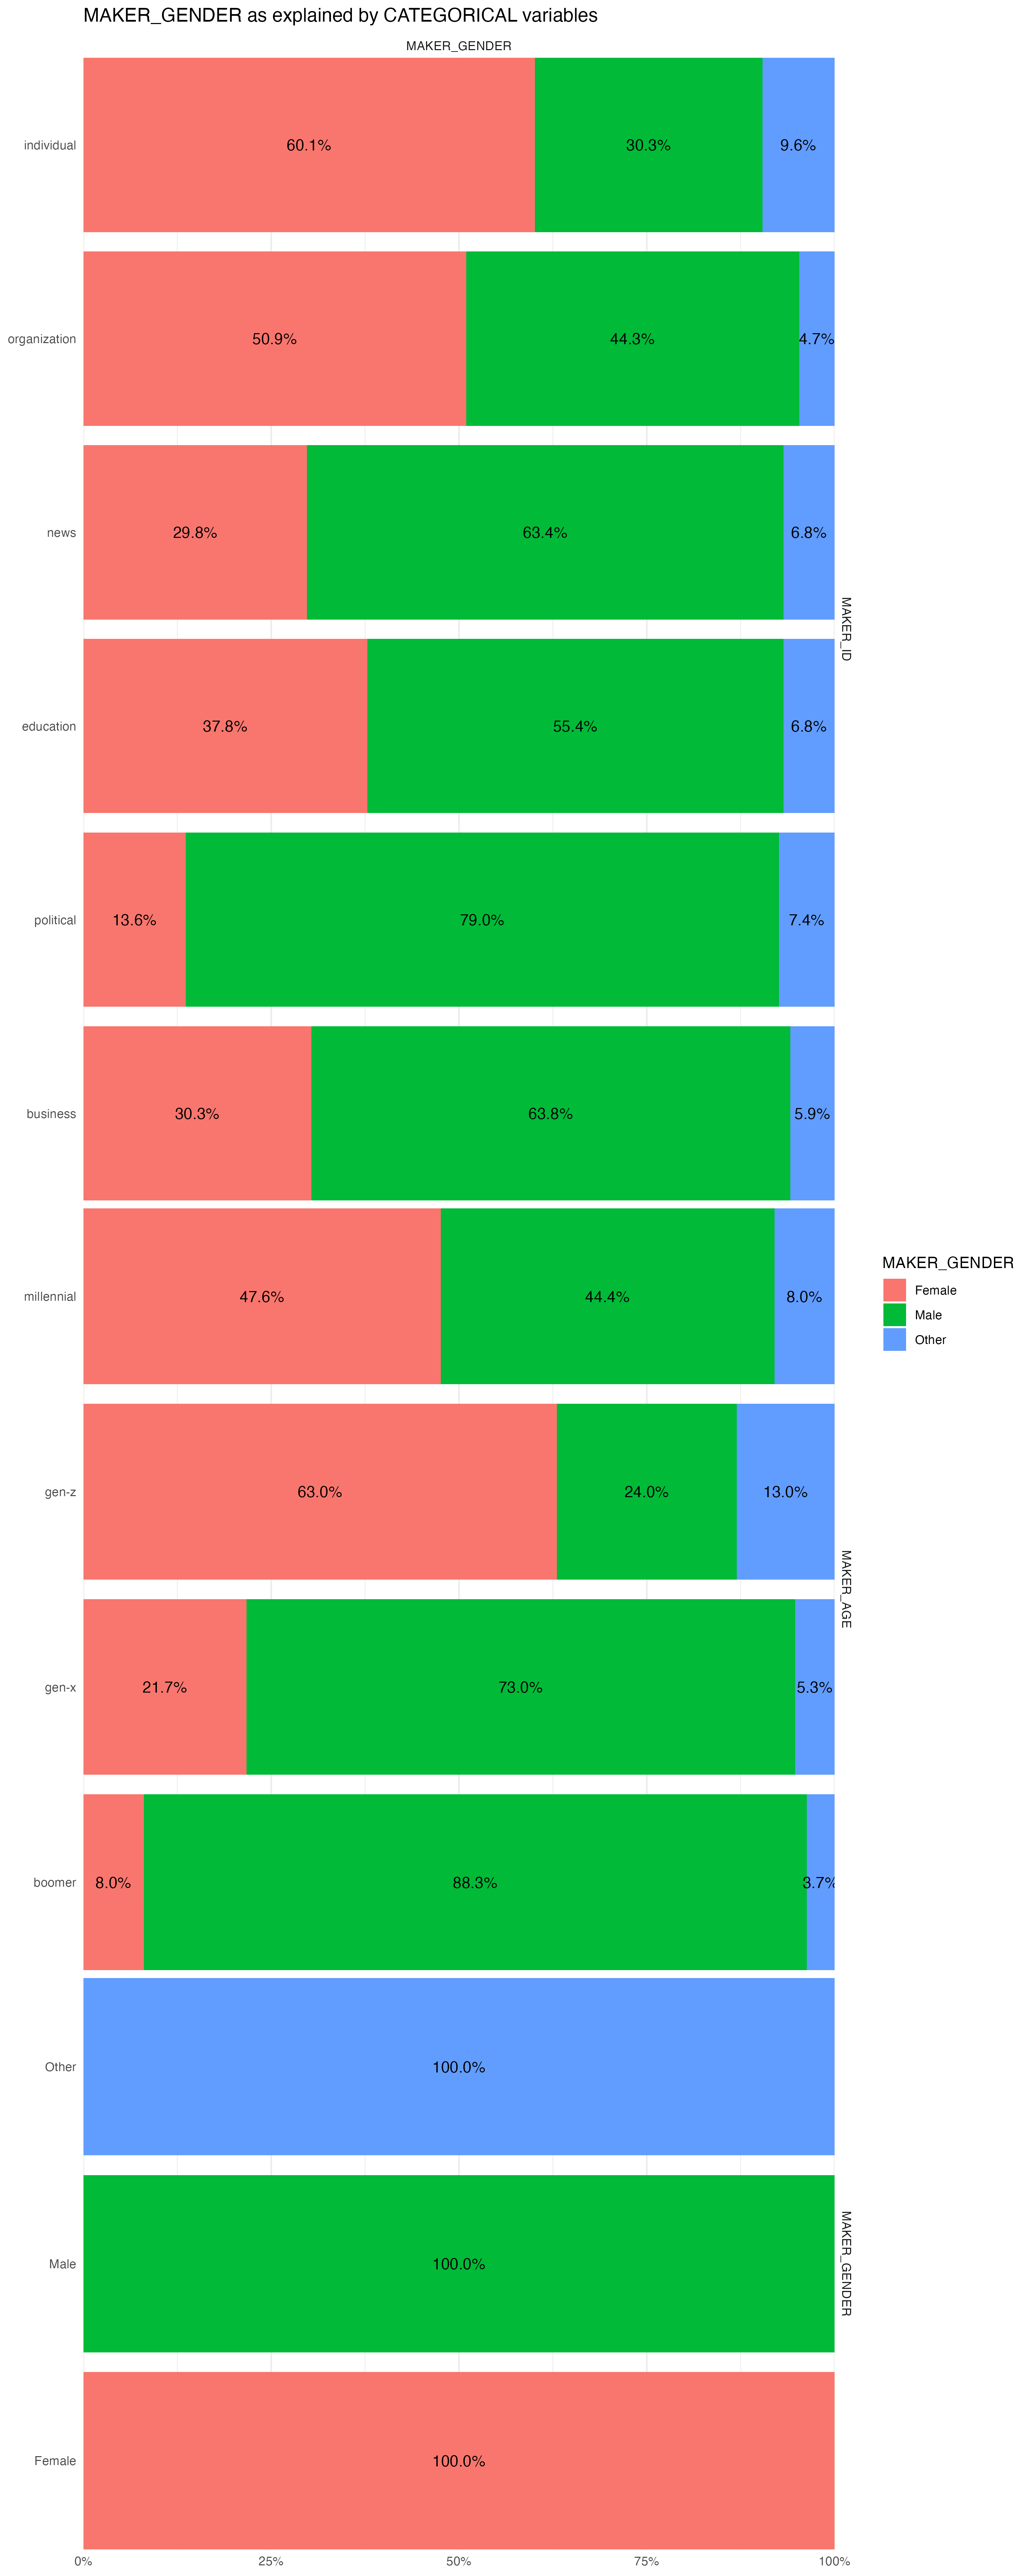 MAKER_GENDER as explained by CATEGORICAL variables
MAKER_GENDER
individual 60.1% 30.3% 9.6%
organization 50.9% 44.3% 4.7%
news 29.8% 63.4% 6.8%
MAKER_ID
education 37.8% 55.4% 6.8%
political 13.6% 79.0% 7.4%
business 30.3% 63.8% 5.9%
millennial 47.6% 44.4% 8.0%
gen-z 63.0% 24.0% 13.0%
MAKER_AGE
gen-x 21.7% 73.0% 5.3%
boomer 8.0% 88.3% 3.7%
Other 100.0%
Male 100.0%
MAKER_GENDER
Female 100.0%
0% 25% 50% 75% 100%
MAKER_GENDER
Female
Male
Other